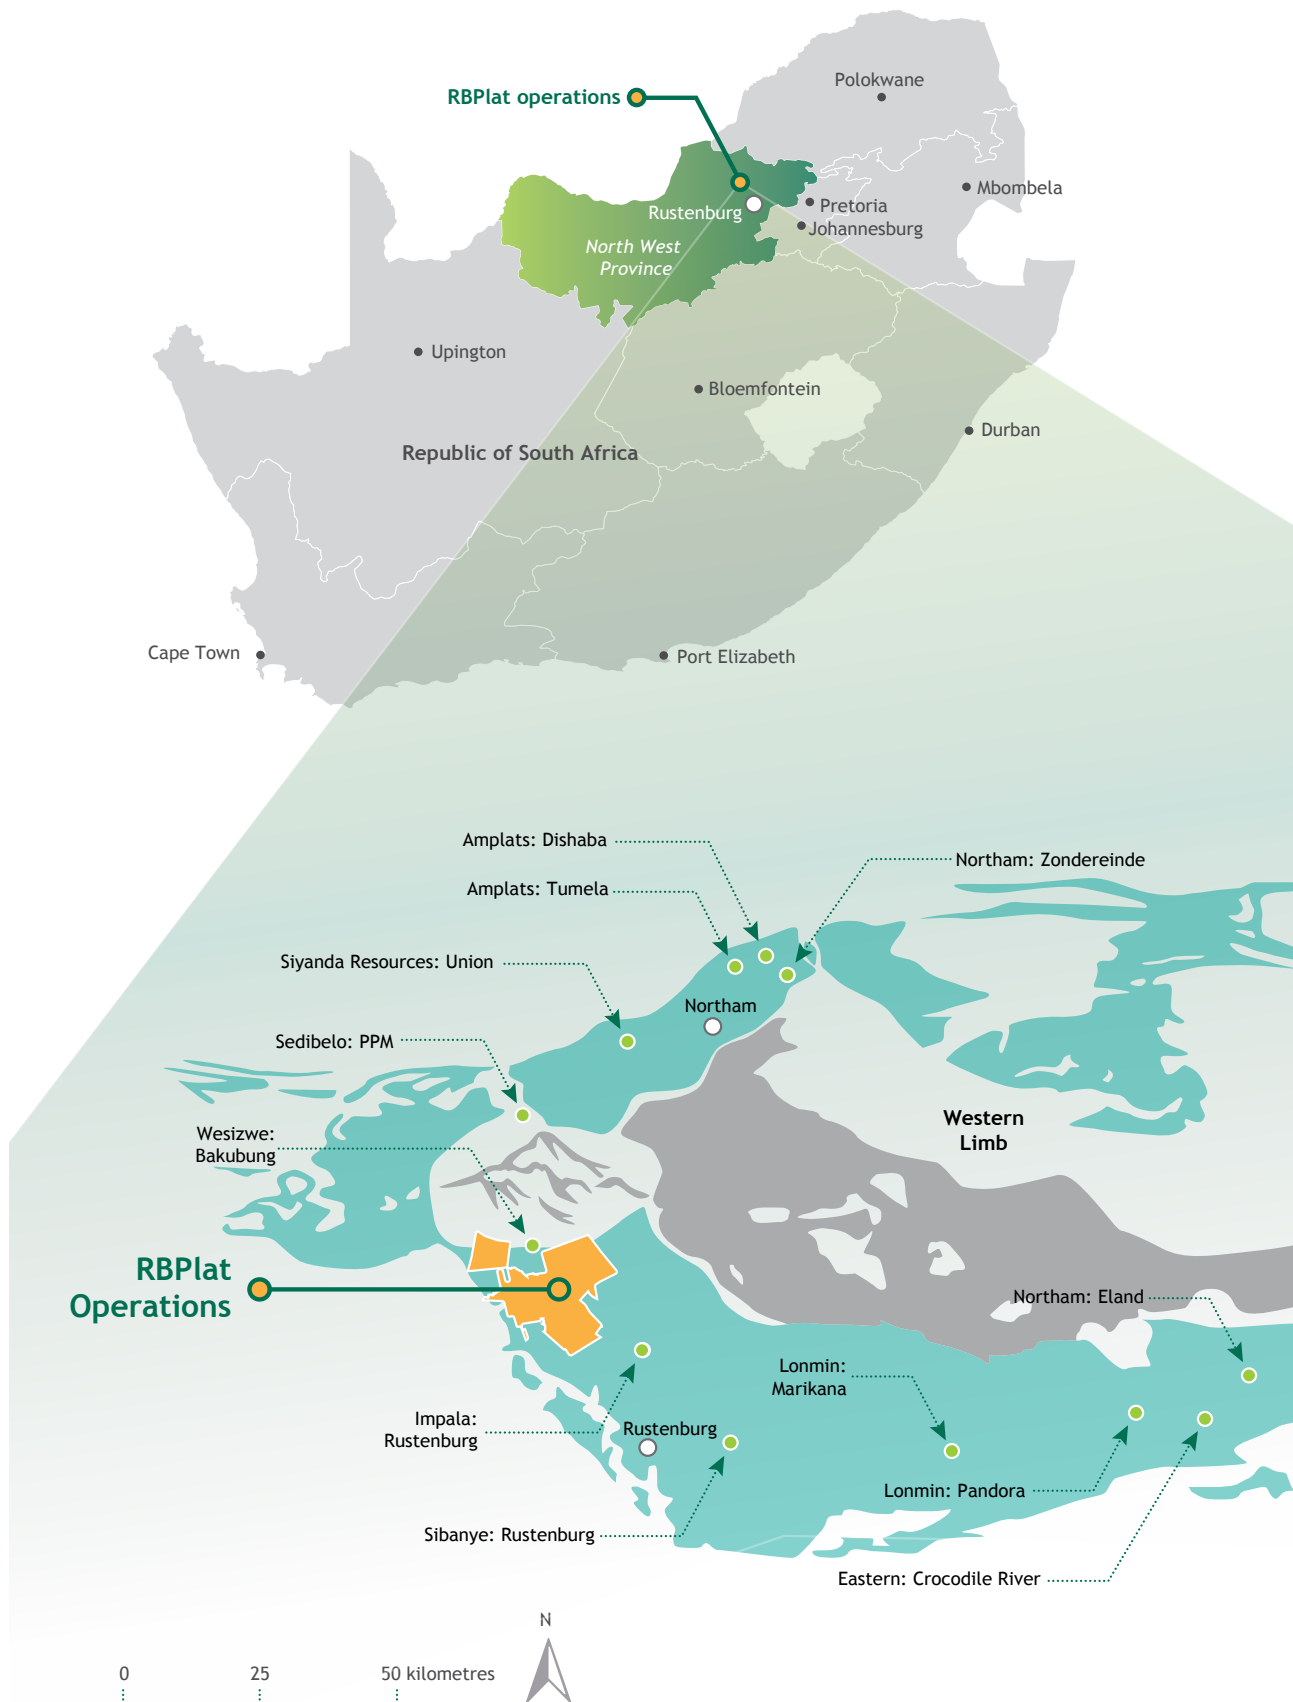 Polokwane
RBPlat operations
Mbombela
Pretoria
Rustenburg
Johannesburg
North West
Province
Upington
Bloemfontein
Durban
Republic of South Africa
Cape Town
Port Elizabeth
Amplats: Dishaba
Northam: Zondereinde
Amplats: Tumela
Siyanda Resources: Union
Northam
Sedibelo: PPM
Western
Limb
Wesizwe:
Bakubung
RBPlat
Operations
Northam: Eland
Lonmin:
Marikana
Impala:
Rustenburg
Rustenburg
Lonmin: Pandora
Sibanye: Rustenburg
Eastern: Crocodile River
N
0 25 50 kilometres